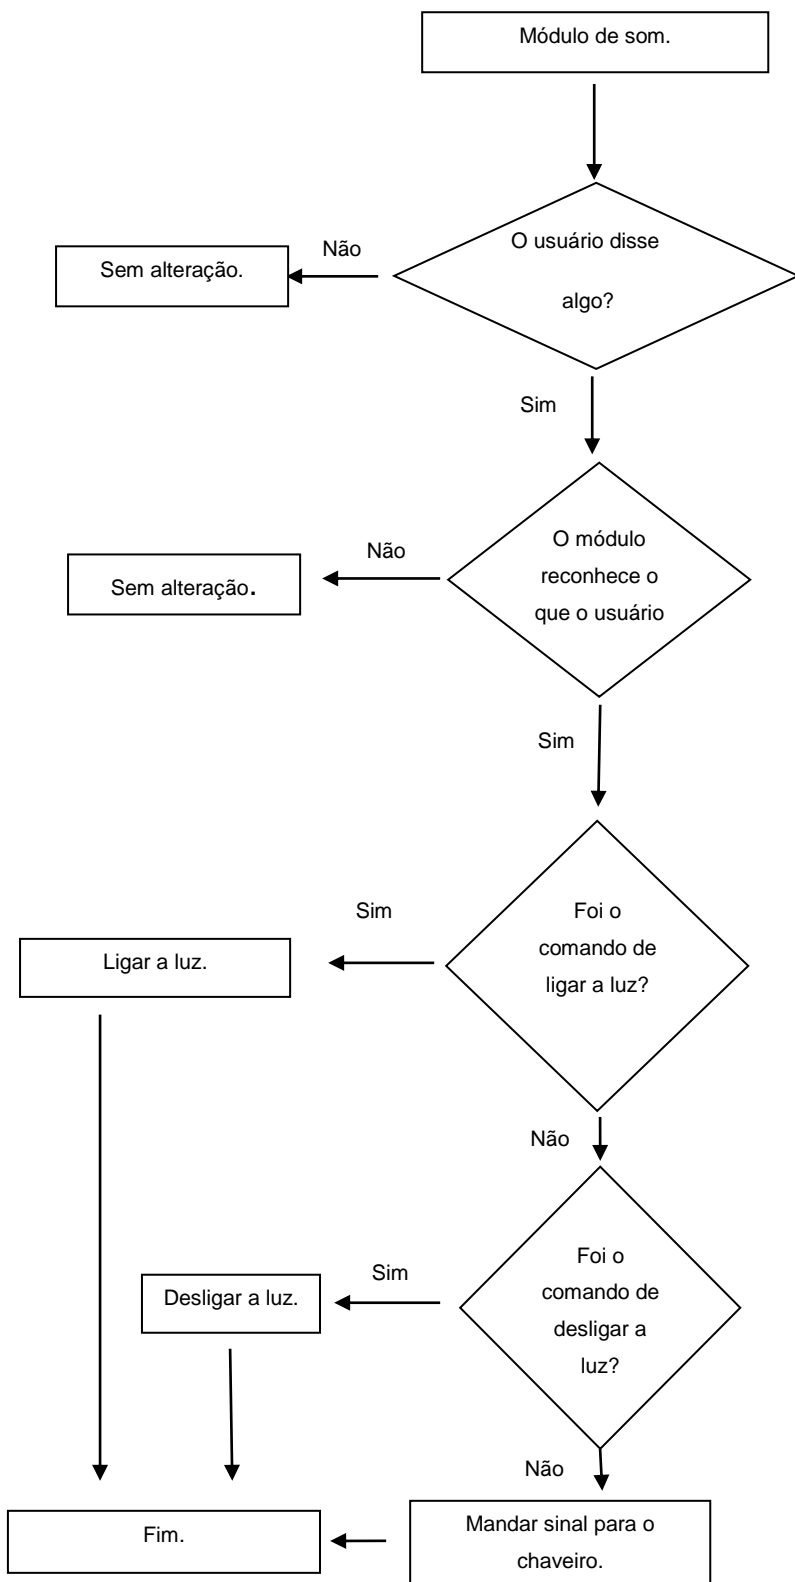 Módulo de som.
O usuário disse
algo?
Não
Sem alteração.
Sim
O módulo
reconhece o
que o usuário
Não
Sem alteração.
Sim
Foi o
comando de
ligar a luz?
Sim
Ligar a luz.
Não
Foi o
comando de
desligar a
luz?
Sim
Desligar a luz.
Não
Mandar sinal para o
chaveiro.
Fim.